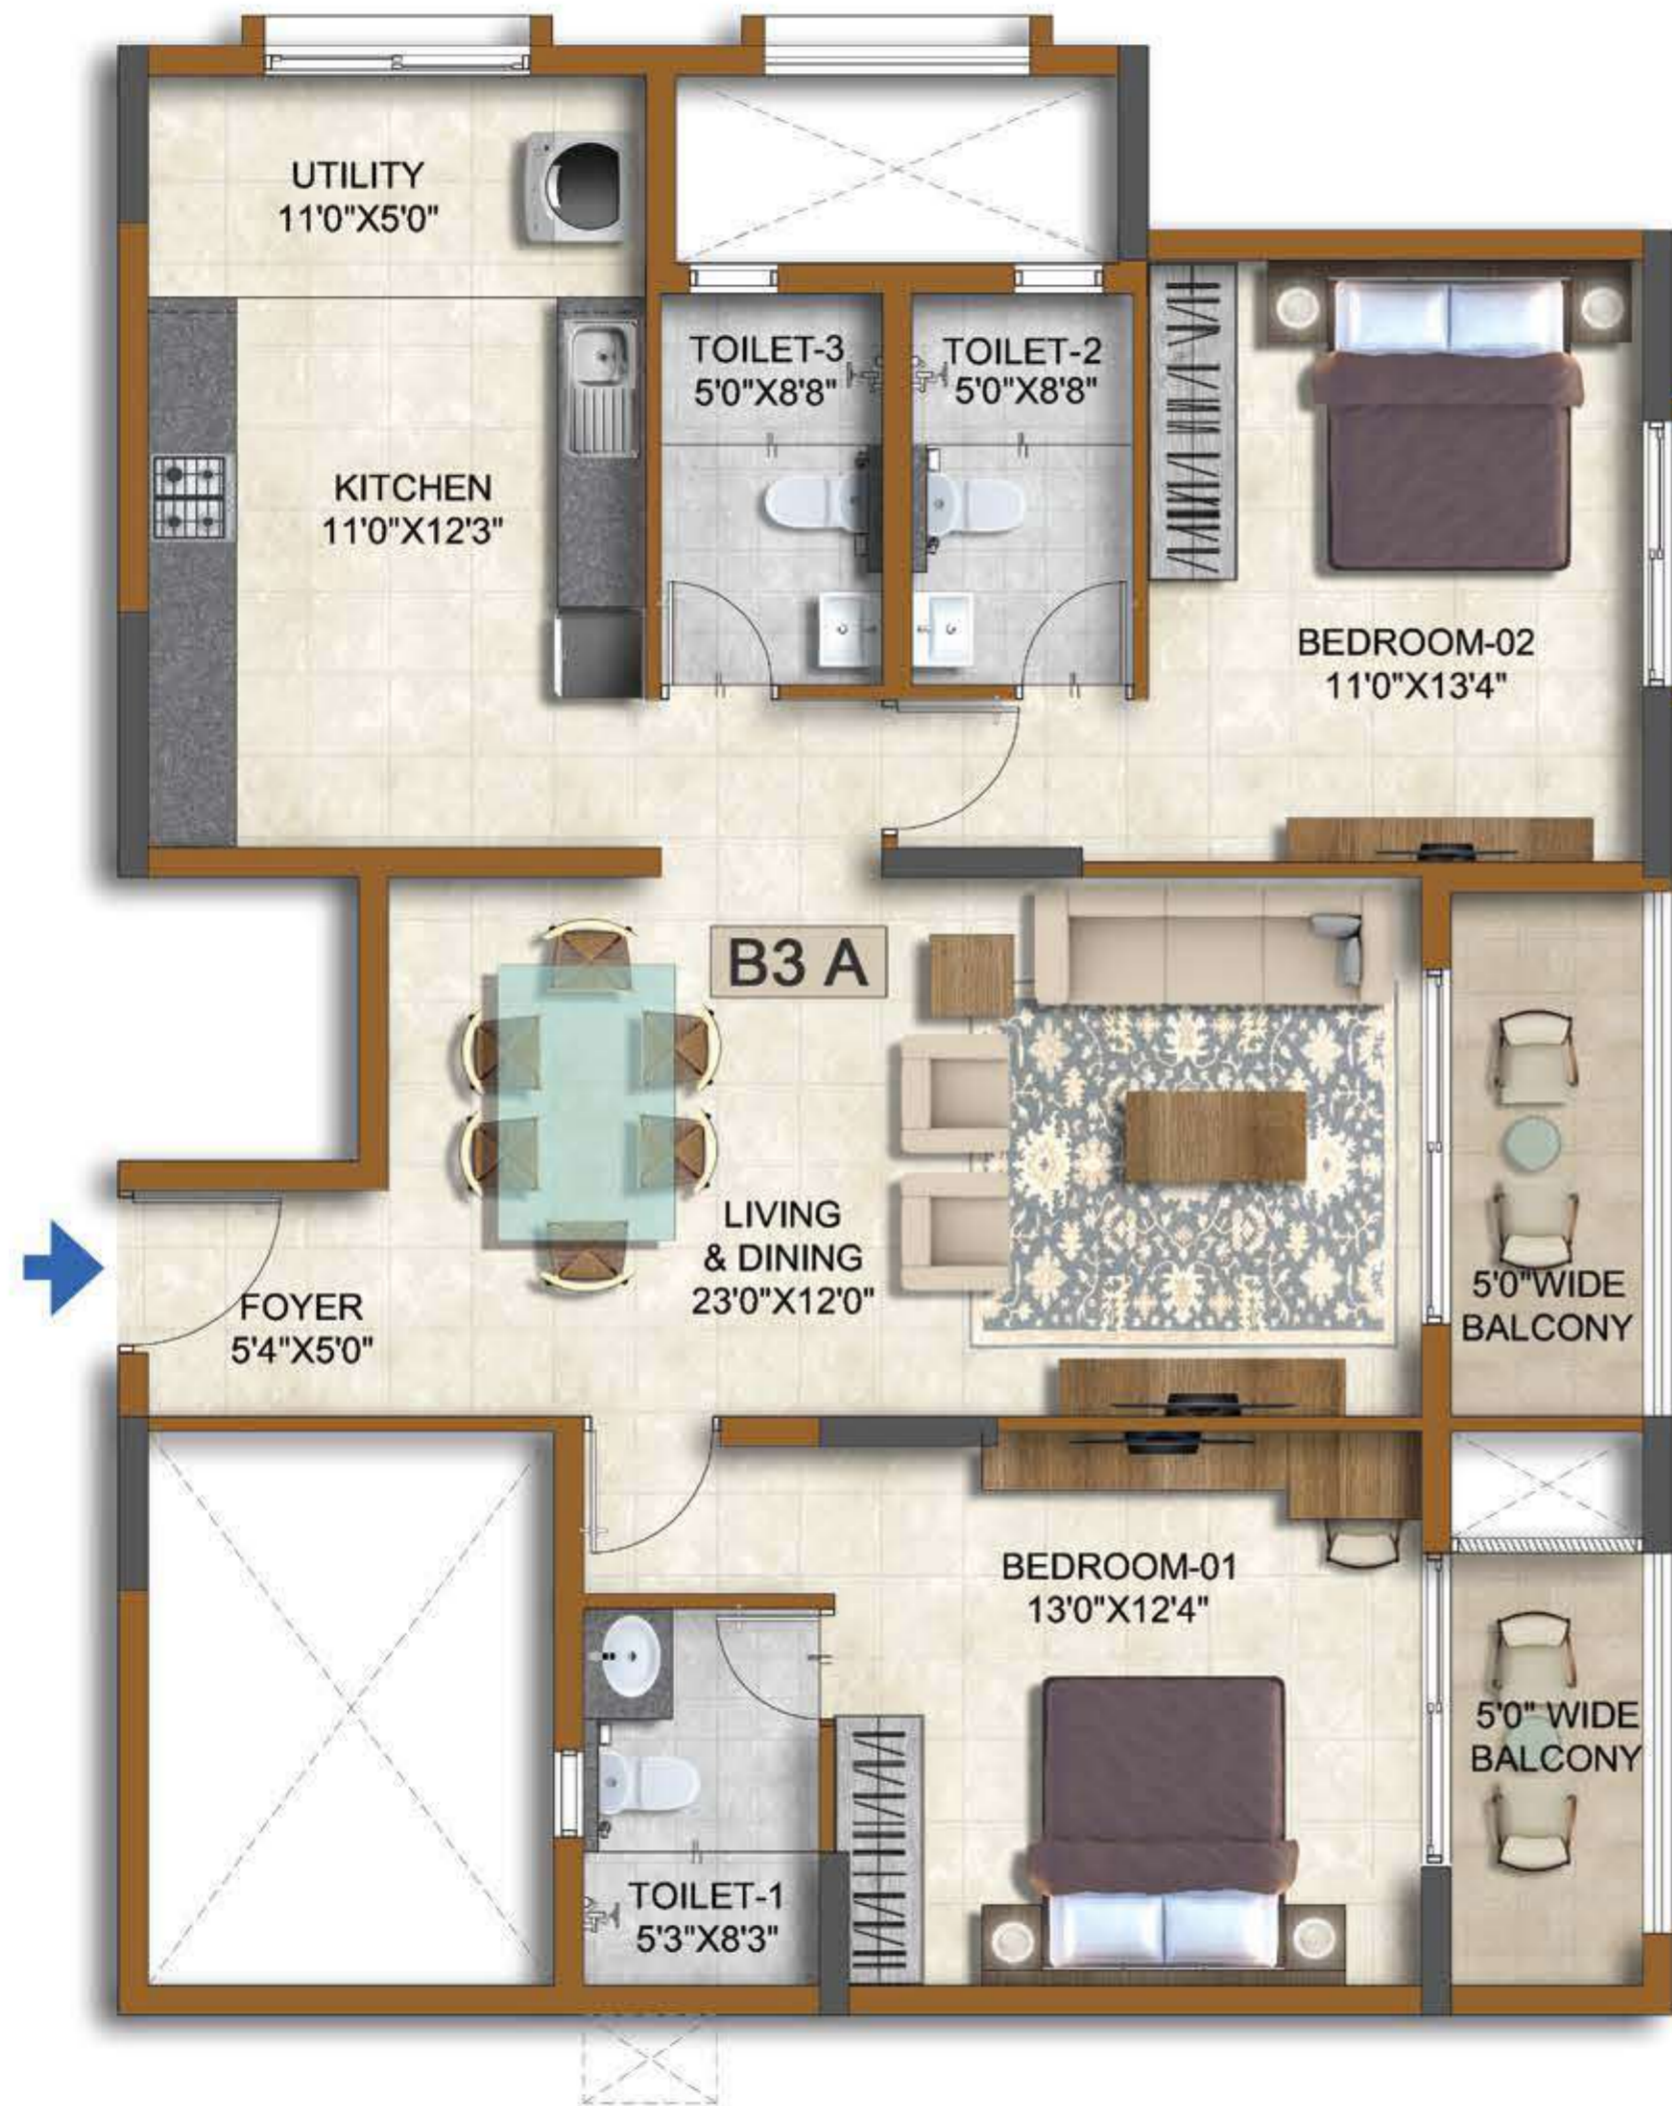 UTILITY
11'0"X5'0"
TOILET-3
5'0"X8'8"
TOILET-2
5'0"X8'8"
KITCHEN
11'0"X12'3"
BEDROOM-02
11'0"X13'4"
B3 A
LIVING
& DINING
23'0"X12'0"
FOYER
5'4"X5'0"
5'0"WIDE
BALCONY
BEDROOM-01
13'0"X12'4"
5'0" WIDE
BALCONY
TOILET-1
5'3"X8'3"